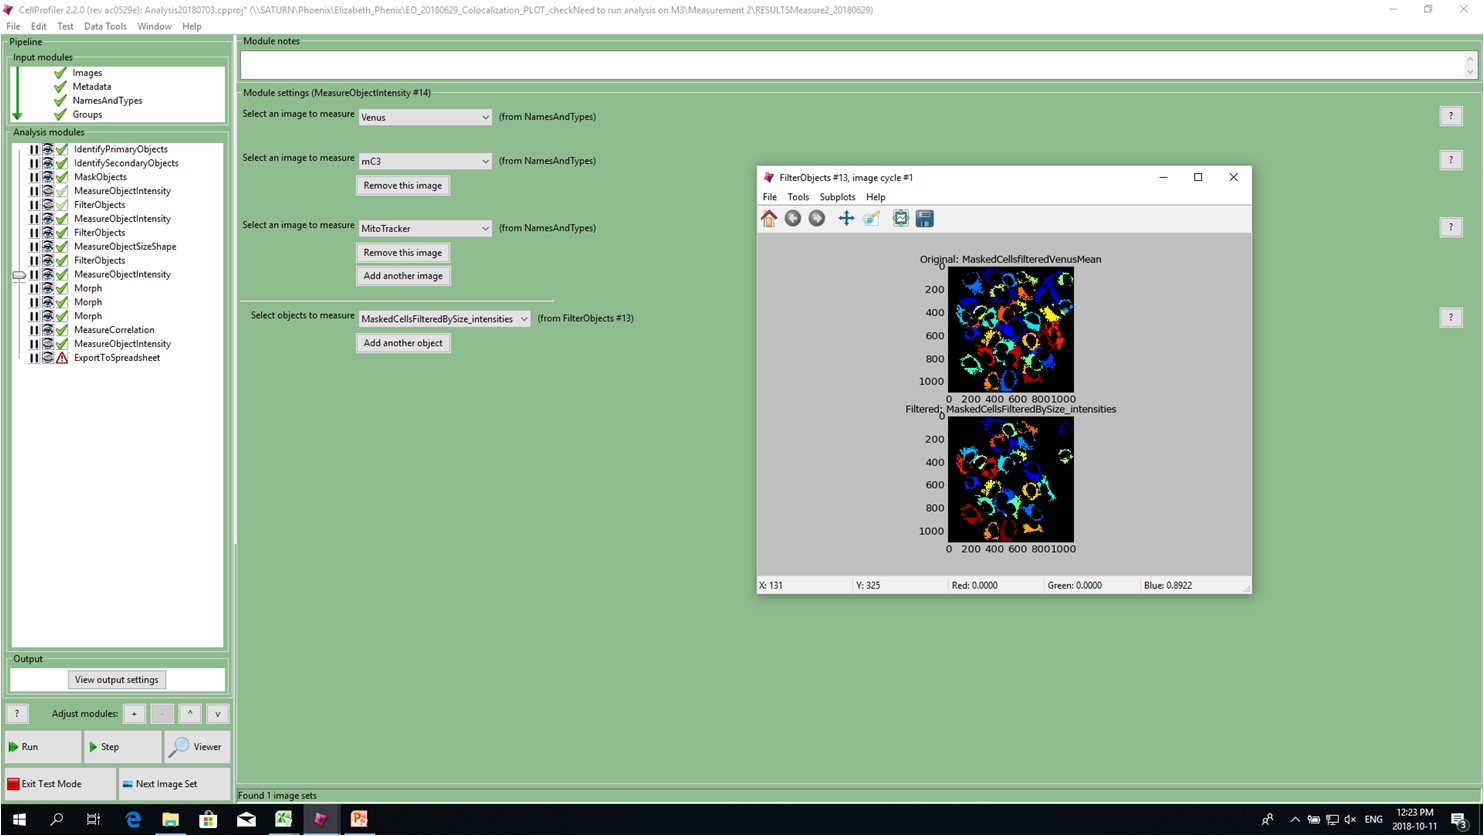 CellProfiler 2.2.0 (rev ac0529e): Analysis20180703.cpproj* (\\SATURN\Phoenix\Elizabeth_Phenix\EO_20180629_Colocalization_PLOT_checkNeed to run analysis on M3\Measurement 2\RESULTSMeasure2_20180629)
File Edit Test Data Tools Window Help
Pipeline
Input modules
Images
Metadata
NamesAndTypes
Groups
Analysis modules
IdentifyPrimaryObjects
IdentifySecondaryObjects
MaskObjects
MeasureObjectIntensity
FilterObjects
MeasureObjectIntensity
FilterObjects
MeasureObjectSizeShape
FilterObjects
MeasureObjectIntensity
Morph
Morph
Morph
MeasureCorrelation
MeasureObjectIntensity
ExportToSpreadsheet
Output
View output settings
? Adjust modules: + - ^ v
Run Step Viewer
Exit Test Mode Next Image Set
Module notes
Module settings (MeasureObjectIntensity #14)
Select an image to measure Venus (from NamesAndTypes) ?
Select an image to measure mC3 (from NamesAndTypes) ?
Remove this image
Select an image to measure MitoTracker (from NamesAndTypes) ?
Remove this image
Add another image
Select objects to measure MaskedCellsFilteredBySize_intensities (from FilterObjects #13) ?
Add another object
FilterObjects #13, image cycle #1
File Tools Subplots Help
Original: MaskedCellsfilteredVenusMean
0
200
400
600
800
1000
0 200 400 600 800 1000
Filtered: MaskedCellsFilteredBySize_intensities
0
200
400
600
800
1000
0 200 400 600 800 1000
X: 131 Y: 325 Red: 0.0000 Green: 0.0000 Blue: 0.8922
Found 1 image sets
ENG
12:23 PM
2018-10-11
3